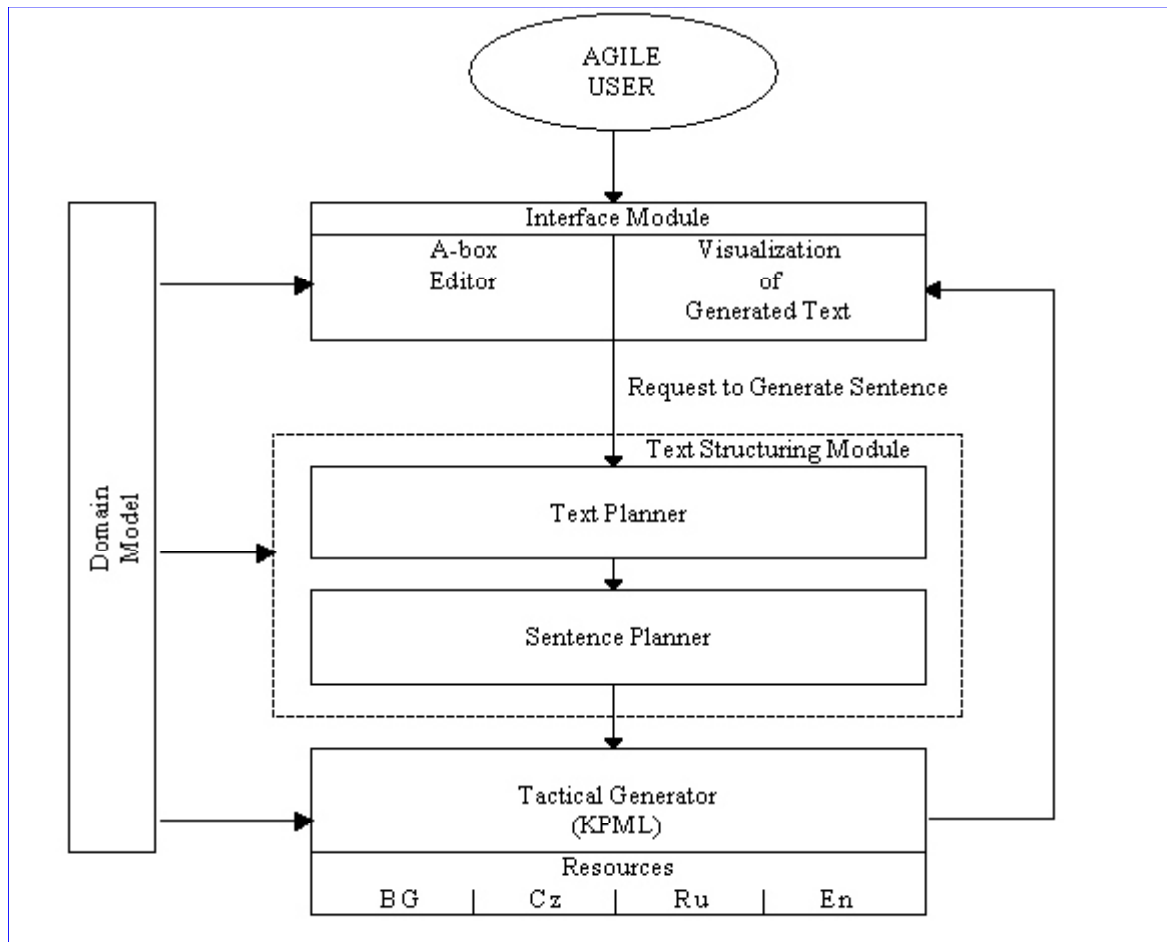 AGILE
USER
Interface Module
A-box
Editor
Visualization
of
Generated Text
Request to Generate Sentence
Domain
Model
Text Structuring Module
Text Planner
Sentence Planner
Tactical Generator
(KPML)
Resources
BG | Cz | Ru | En